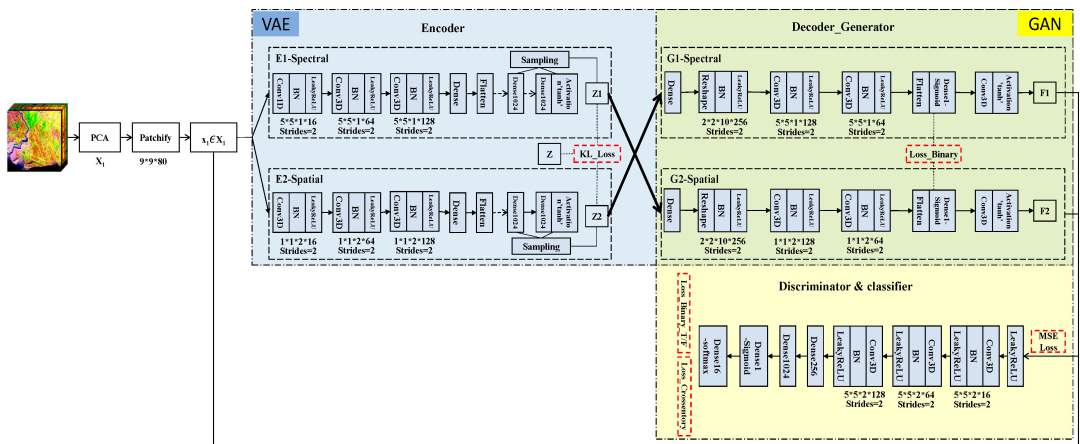 VAE
Encoder
Decoder_Generator
GAN
E1-Spectral
Sampling
Conv3D
BN
LeakyReLU
5*5*1*16
Strides=2
Conv3D
BN
LeakyReLU
5*5*1*64
Strides=2
Conv3D
BN
LeakyReLU
5*5*1*128
Strides=2
Dense
Flatten
Dense1024
Dense1024
Activatio
n'tanh'
Z1
G1-Spectral
Dense
Reshape
BN
LeakyReLU
2*2*10*256
Strides=2
Conv3D
BN
LeakyReLU
5*5*1*128
Strides=2
Conv3D
BN
LeakyReLU
5*5*1*64
Strides=2
Flatten
Dense1-
Sigmoid
Conv3D
Activation
'tanh'
F1
PCA
X1
Patchify
9*9*80
x1∈X1
Z
KL_Loss
Loss_Binary
E2-Spatial
Conv3D
BN
LeakyReLU
1*1*2*16
Strides=2
Conv3D
BN
LeakyReLU
1*1*2*64
Strides=2
Conv3D
BN
LeakyReLU
1*1*2*128
Strides=2
Dense
Flatten
Dense1024
Dense1024
Activatio
n'tanh'
Sampling
Z2
G2-Spatial
Dense
Reshape
BN
LeakyReLU
2*2*10*256
Strides=2
Conv3D
BN
LeakyReLU
1*1*2*128
Strides=2
Conv3D
BN
LeakyReLU
1*1*2*64
Strides=2
Flatten
Dense1-
Sigmoid
Conv3D
Activation
'tanh'
F2
Discriminator & classifier
Loss_Binary_T/F
Loss_Crossentory
Dense16
-softmax
Dense1
-Sigmoid
Dense1024
Dense256
Conv3D
BN
LeakyReLU
5*5*2*128
Strides=2
Conv3D
BN
LeakyReLU
5*5*2*64
Strides=2
Conv3D
BN
LeakyReLU
5*5*2*16
Strides=2
LeakyReLU
MSE
Loss